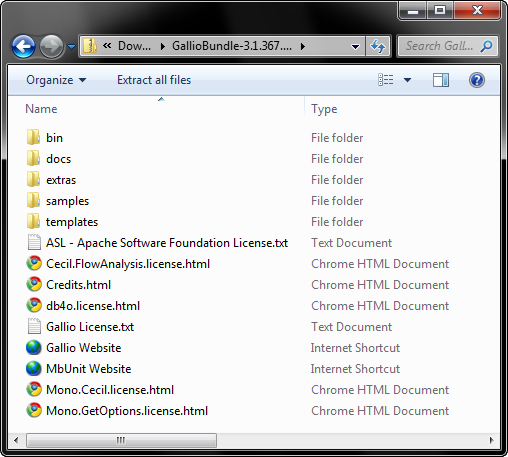 Dow... GallioBundle-3.1.367.... Search Gall...
Organize Extract all files
Name Type
bin File folder
docs File folder
extras File folder
samples File folder
templates File folder
ASL - Apache Software Foundation License.txt Text Document
Cecil.FlowAnalysis.license.html Chrome HTML Document
Credits.html Chrome HTML Document
db4o.license.html Chrome HTML Document
Gallio License.txt Text Document
Gallio Website Internet Shortcut
MbUnit Website Internet Shortcut
Mono.Cecil.license.html Chrome HTML Document
Mono.GetOptions.license.html Chrome HTML Document